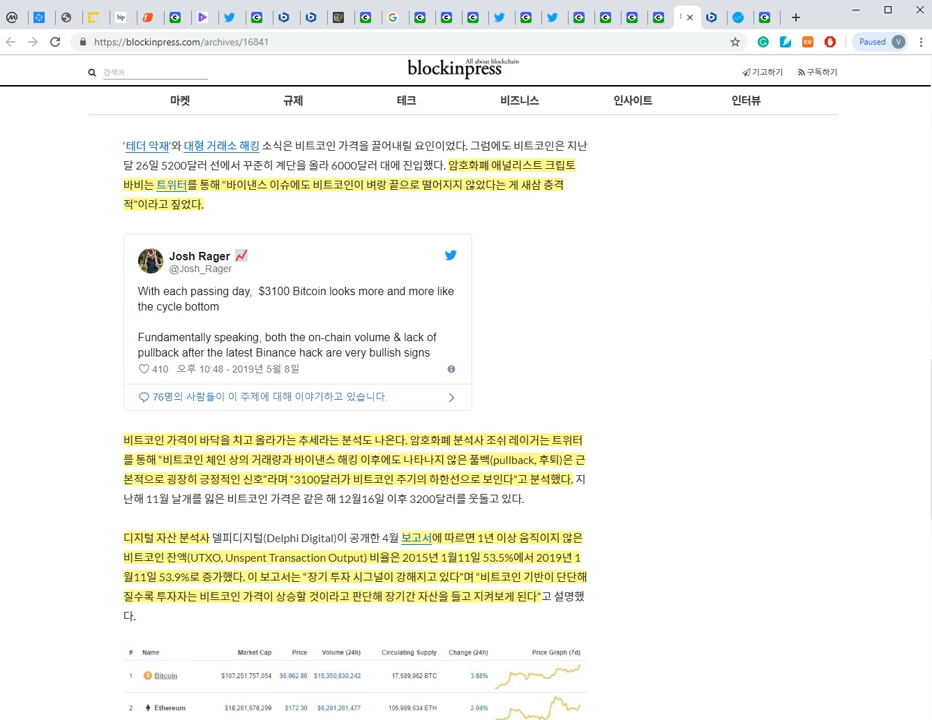 Paused V
https://blockinpress.com/archives/16841
All about blockchain
검색어
blockinpress
기고하기 구독하기
마켓 규제 테크 비즈니스 인사이트 인터뷰
‘테더 악재’와 대형 거래소 해킹 소식은 비트코인 가격을 끌어내릴 요인이었다. 그럼에도 비트코인은 지난
달 26일 5200달러 선에서 꾸준히 계단을 올라 6000달러 대에 진입했다. 암호화폐 애널리스트 크립토
바비는 트위터를 통해 “바이낸스 이슈에도 비트코인이 벼랑 끝으로 떨어지지 않았다는 게 새삼 충격
적”이라고 짚었다.
Josh Rager
@Josh_Rager
With each passing day, $3100 Bitcoin looks more and more like
the cycle bottom
Fundamentally speaking, both the on-chain volume & lack of
pullback after the latest Binance hack are very bullish signs
410 오후 10:48 - 2019년 5월 8일
76명의 사람들이 이 주제에 대해 이야기하고 있습니다.
비트코인 가격이 바닥을 치고 올라가는 추세라는 분석도 나온다. 암호화폐 분석사 조쉬 레이거는 트위터
를 통해 “비트코인 체인 상의 거래량과 바이낸스 해킹 이후에도 나타나지 않은 풀백(pullback, 후퇴)은 근
본적으로 굉장히 긍정적인 신호”라며 “3100달러가 비트코인 주기의 하한선으로 보인다”고 분석했다. 지
난해 11월 날개를 잃은 비트코인 가격은 같은 해 12월16일 이후 3200달러를 웃돌고 있다.
디지털 자산 분석사 델피디지털(Delphi Digital)이 공개한 4월 보고서에 따르면 1년 이상 움직이지 않은
비트코인 잔액(UTXO, Unspent Transaction Output) 비율은 2015년 1월11일 53.5%에서 2019년 1
월11일 53.9%로 증가했다. 이 보고서는 “장기 투자 시그널이 강해지고 있다”며 “비트코인 기반이 단단해
질수록 투자자는 비트코인 가격이 상승할 것이라고 판단해 장기간 자산을 들고 지켜보게 된다”고 설명했
다.
# Name Market Cap Price Volume (24h) Circulating Supply Change (24h) Price Graph (7d)
1 Bitcoin $107,251,757,054 $6,062.86 $15,350,830,242 17,689,962 BTC 3.68%
2 Ethereum $18,261,678,299 $172.30 $6,291,261,477 105,989,634 ETH 2.04%